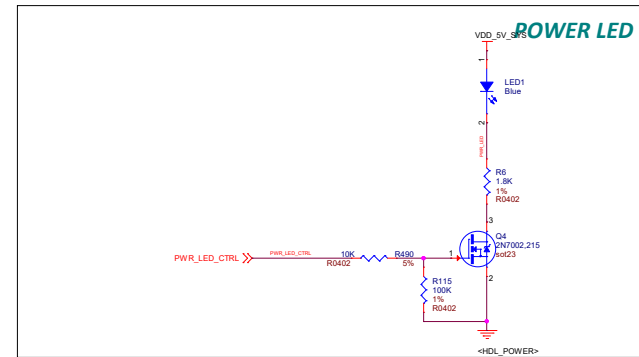 POWER LED
VDD_5V_SYS
1
LED1
Blue
2
PWR_LED
R6
1.8K
1%
R0402
3
Q4
2N7002,215
sot23
PWR_LED_CTRL
PWR_LED_CTRL
10K
R490
1
R0402
5%
2
R115
100K
1%
R0402
<HDL_POWER>